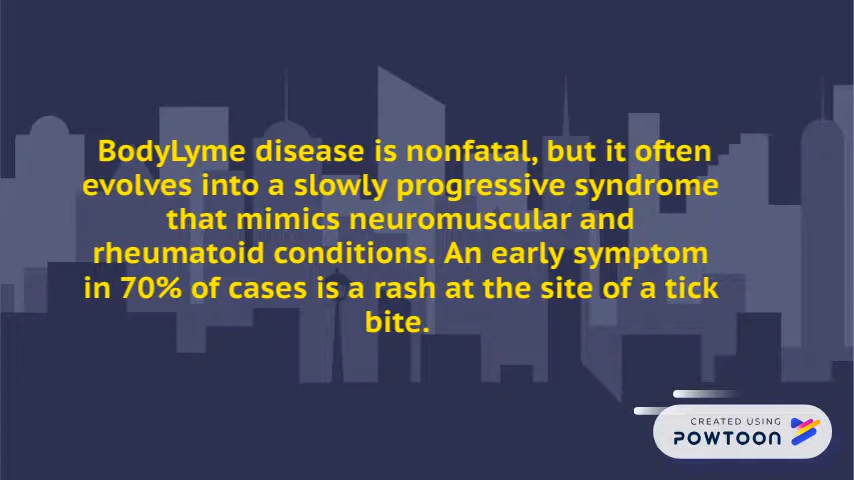 BodyLyme disease is nonfatal, but it often
evolves into a slowly progressive syndrome
that mimics neuromuscular and
rheumatoid conditions. An early symptom
in 70% of cases is a rash at the site of a tick
bite.
CREATED USING
POWTOON